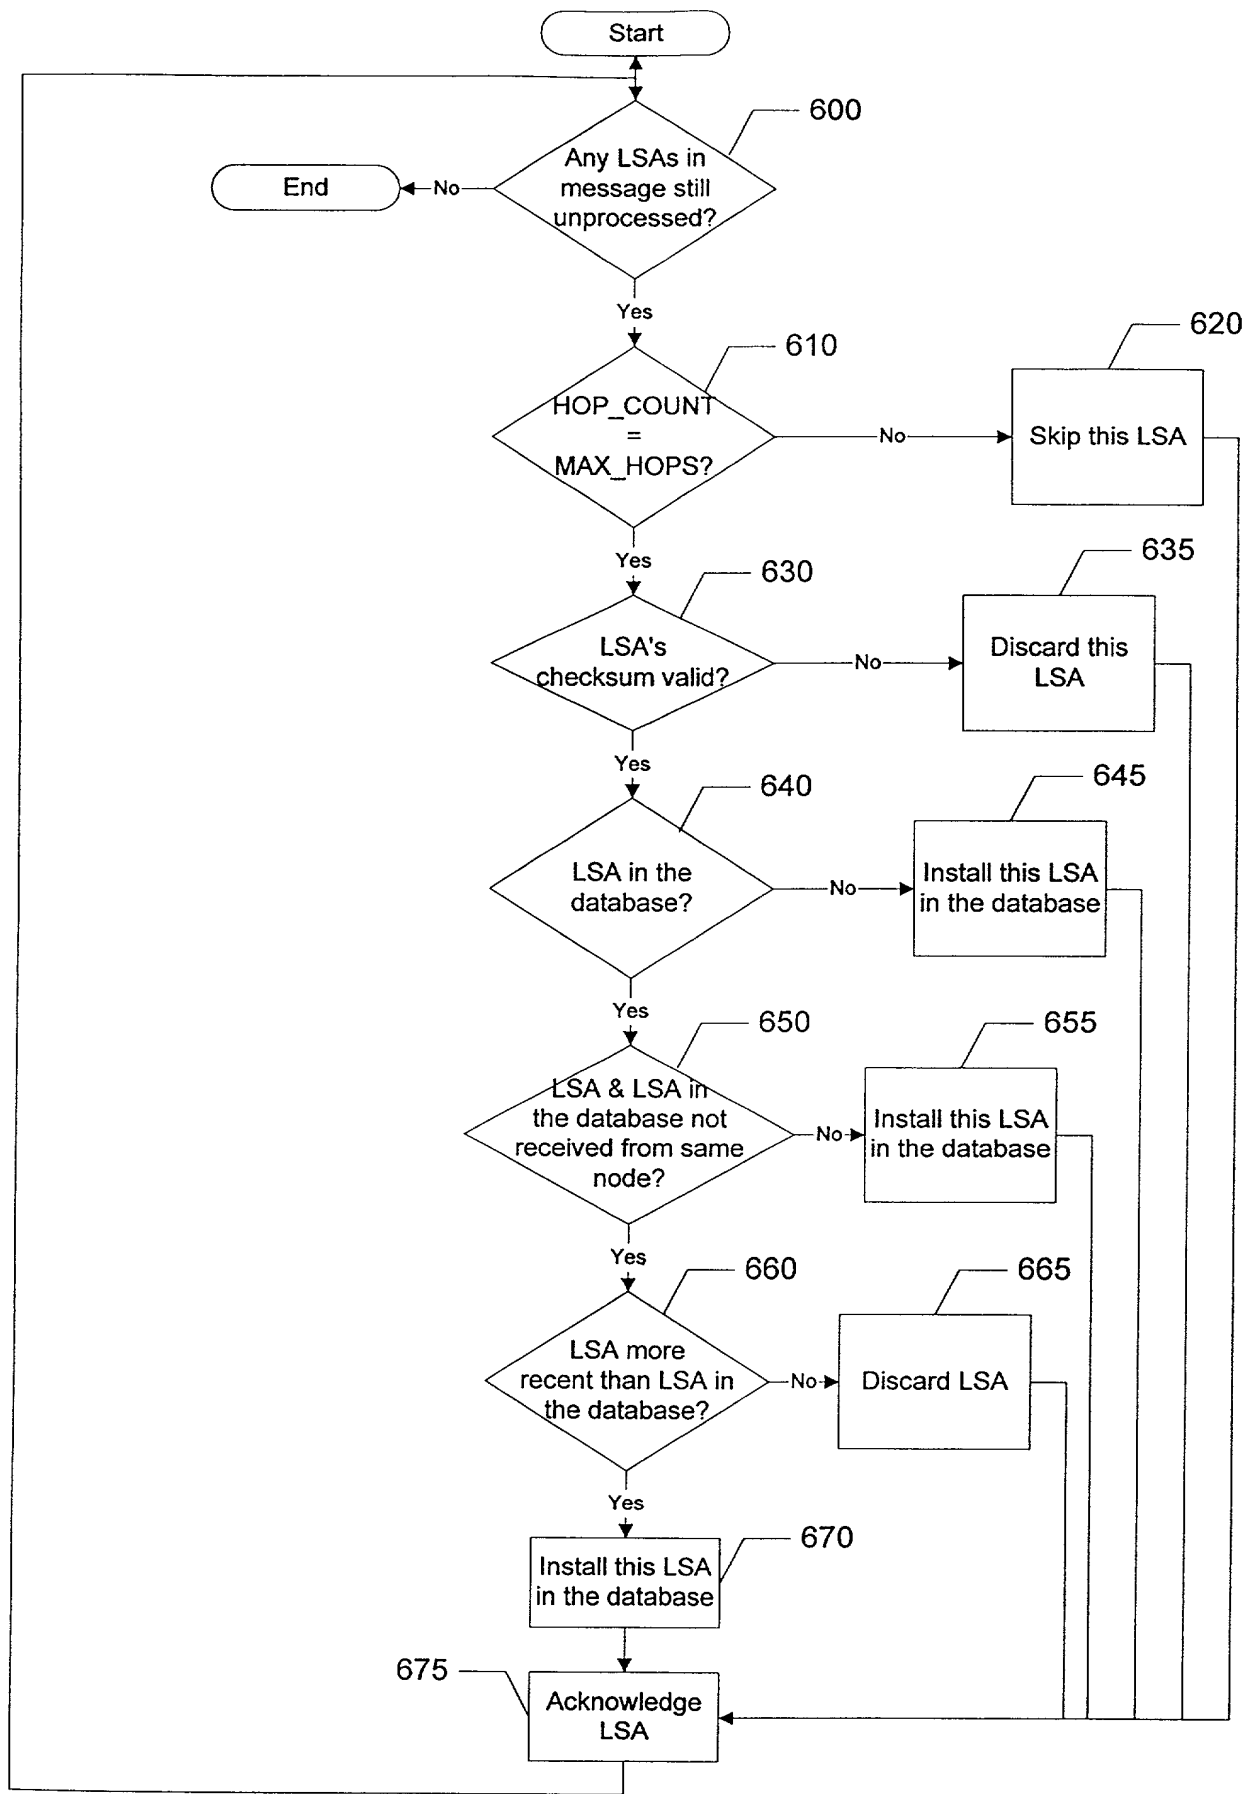 Start
600
Any LSAs in
message still
unprocessed?
No
End
Yes
610
HOP_COUNT
=
MAX_HOPS?
No
620
Skip this LSA
Yes
630
LSA's
checksum valid?
No
635
Discard this
LSA
Yes
640
LSA in the
database?
No
645
Install this LSA
in the database
Yes
650
LSA & LSA in
the database not
received from same
node?
No
655
Install this LSA
in the database
Yes
660
LSA more
recent than LSA in
the database?
No
665
Discard LSA
Yes
670
Install this LSA
in the database
675
Acknowledge
LSA